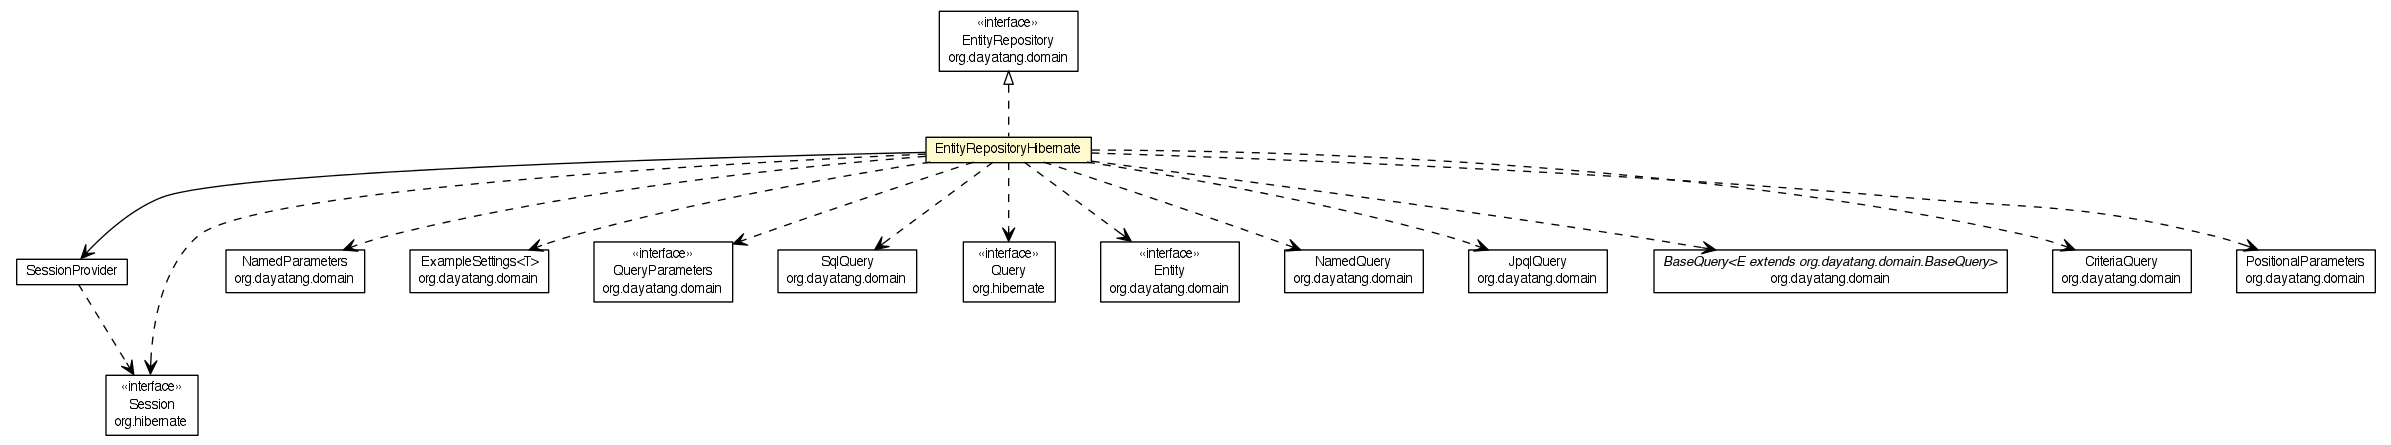 «interface»
EntityRepository
org.dayatang.domain
EntityRepositoryHibernate
SessionProvider
NamedParameters
org.dayatang.domain
ExampleSettings<T>
org.dayatang.domain
«interface»
QueryParameters
org.dayatang.domain
SqlQuery
org.dayatang.domain
«interface»
Query
org.hibernate
«interface»
Entity
org.dayatang.domain
NamedQuery
org.dayatang.domain
JpqlQuery
org.dayatang.domain
BaseQuery<E extends org.dayatang.domain.BaseQuery>
org.dayatang.domain
CriteriaQuery
org.dayatang.domain
PositionalParameters
org.dayatang.domain
«interface»
Session
org.hibernate